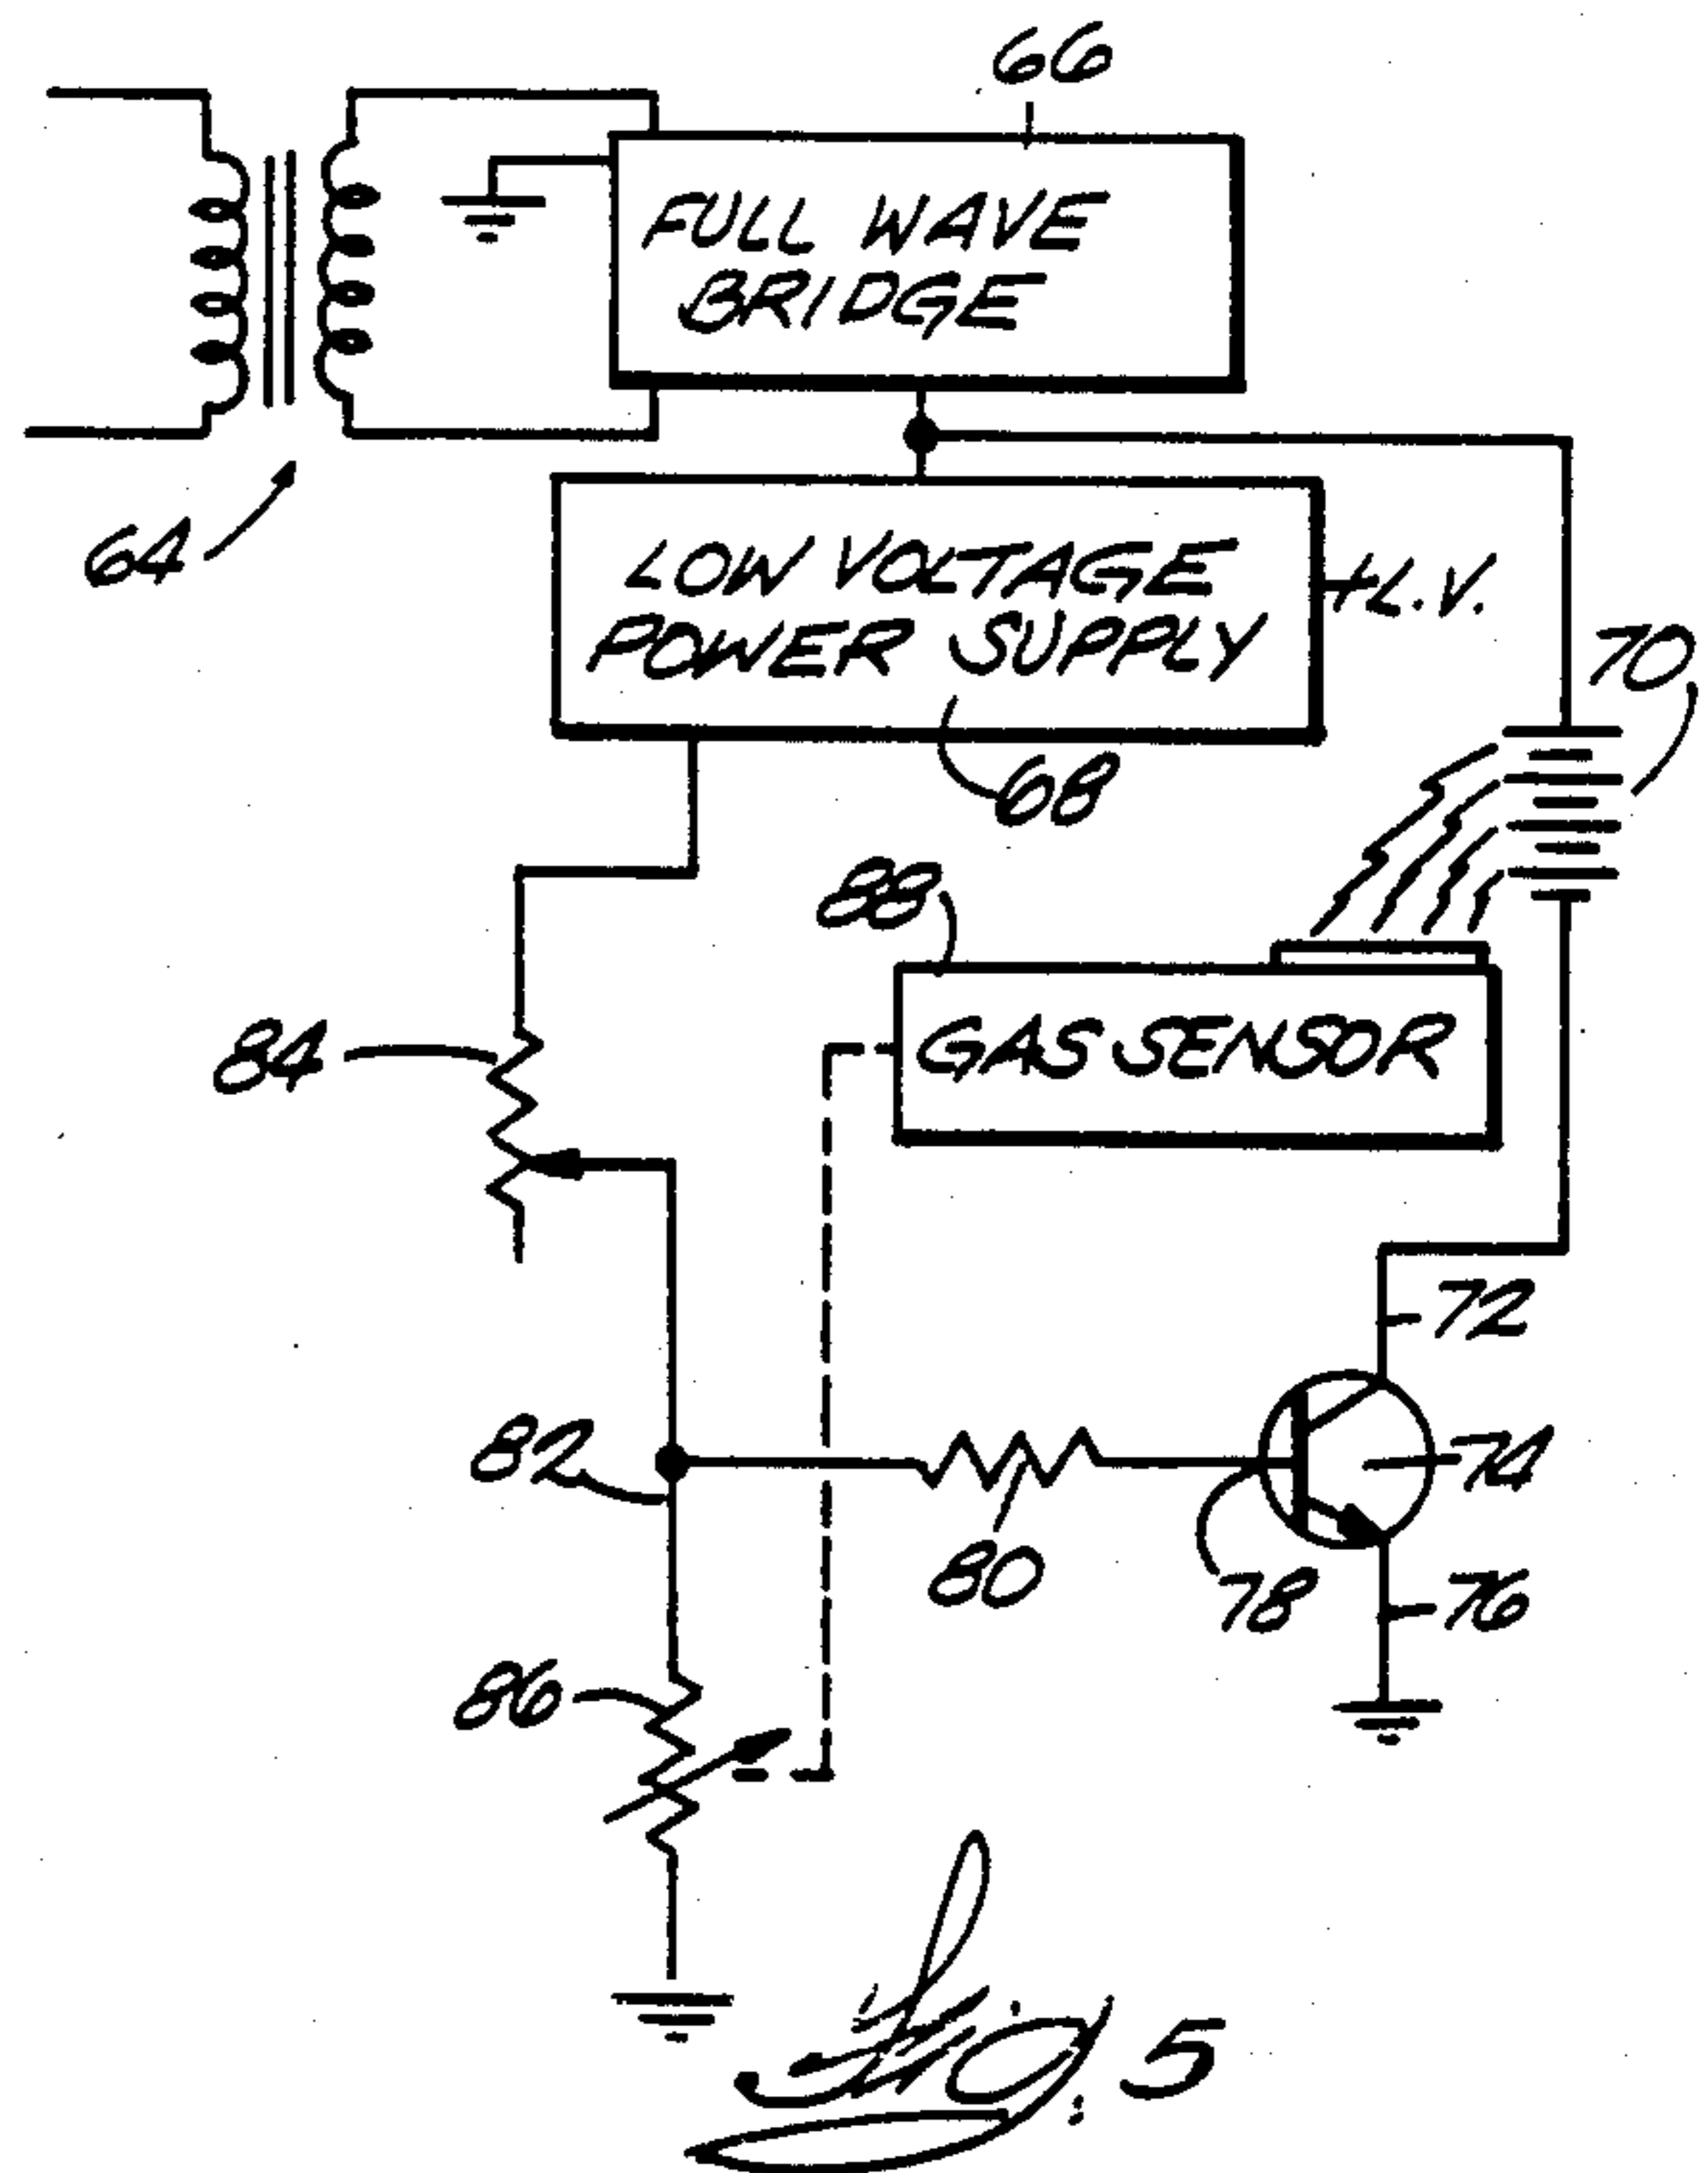 66
FULL WAVE
BRIDGE
64
LOW VOLTAGE
POWER SUPPLY
+L.V.
70
68
88
GAS SENSOR
84
72
82
74
80
78
76
86
Fig. 5